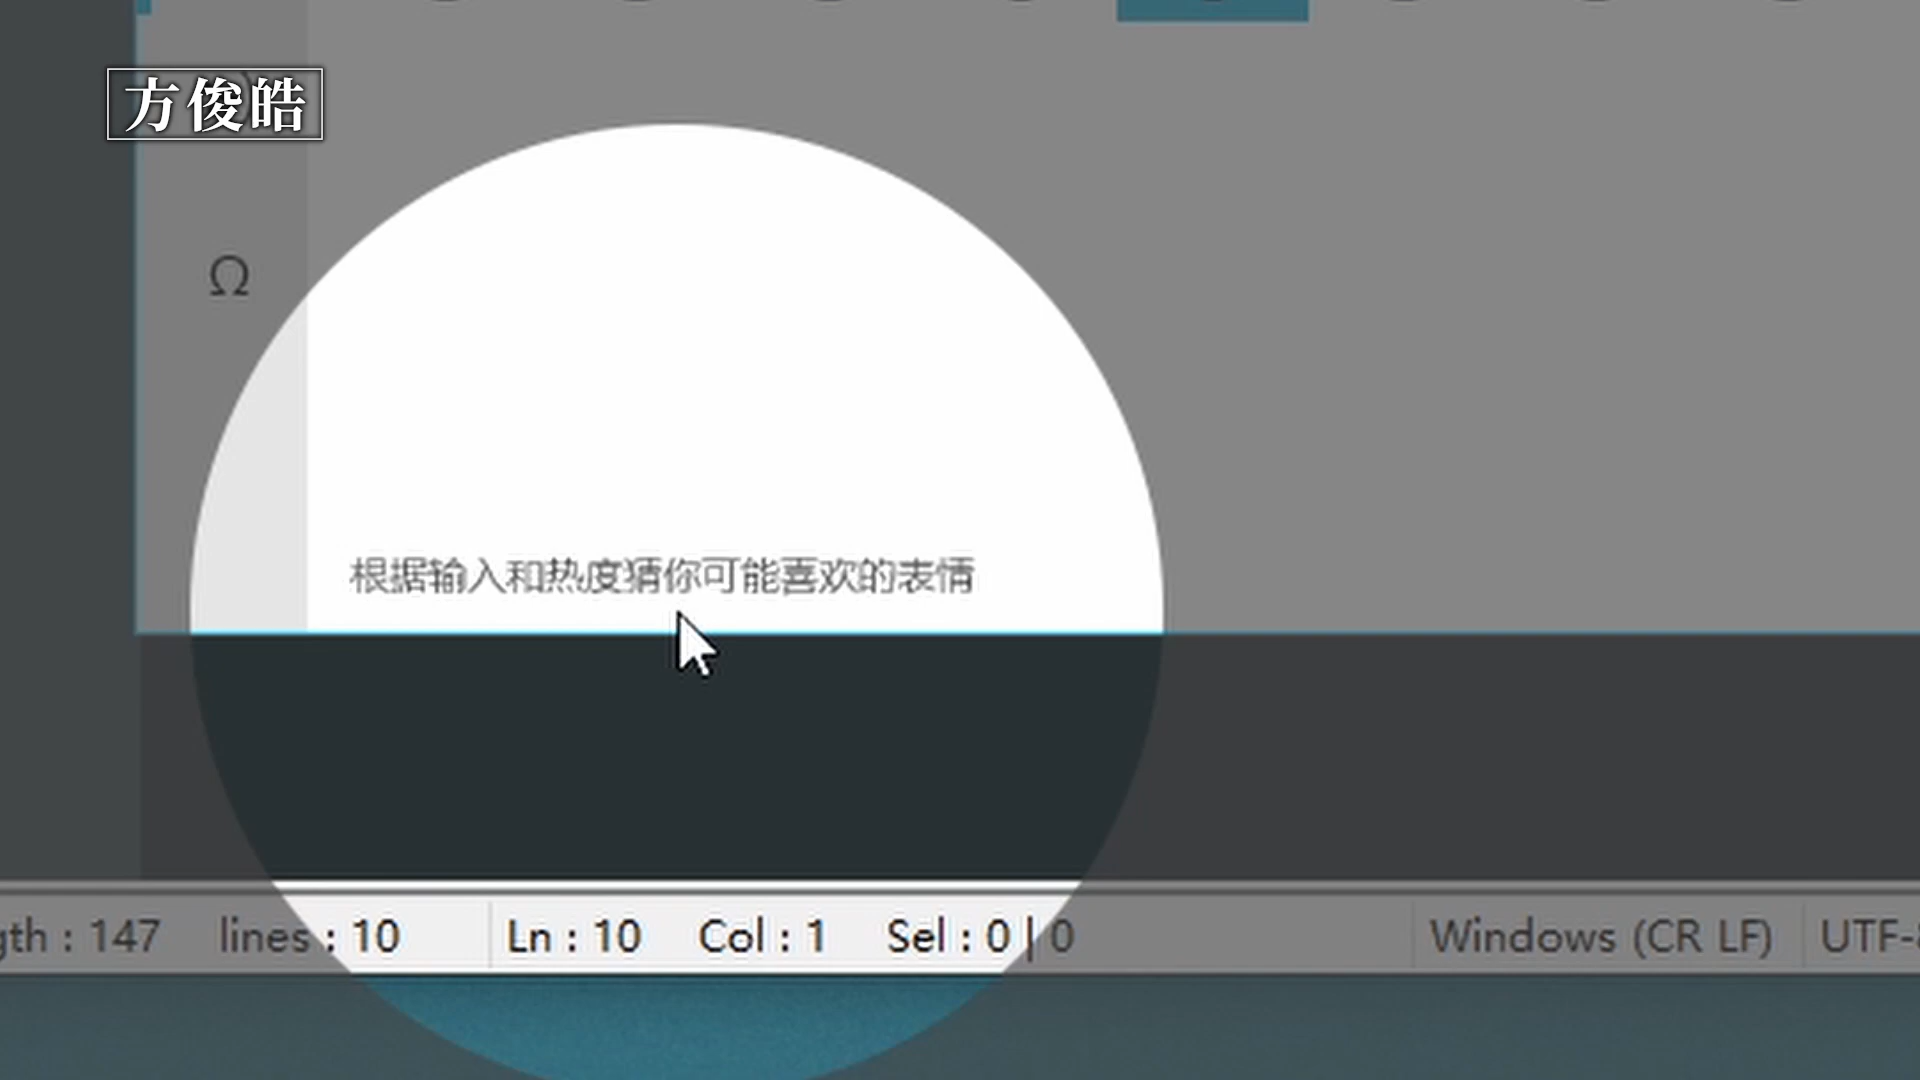 方俊皓
Ω
根据输入和热度猜你可能喜欢的表情
gth : 147 lines : 10 Ln : 10 Col : 1 Sel : 0 | 0 Windows (CR LF) UTF-8